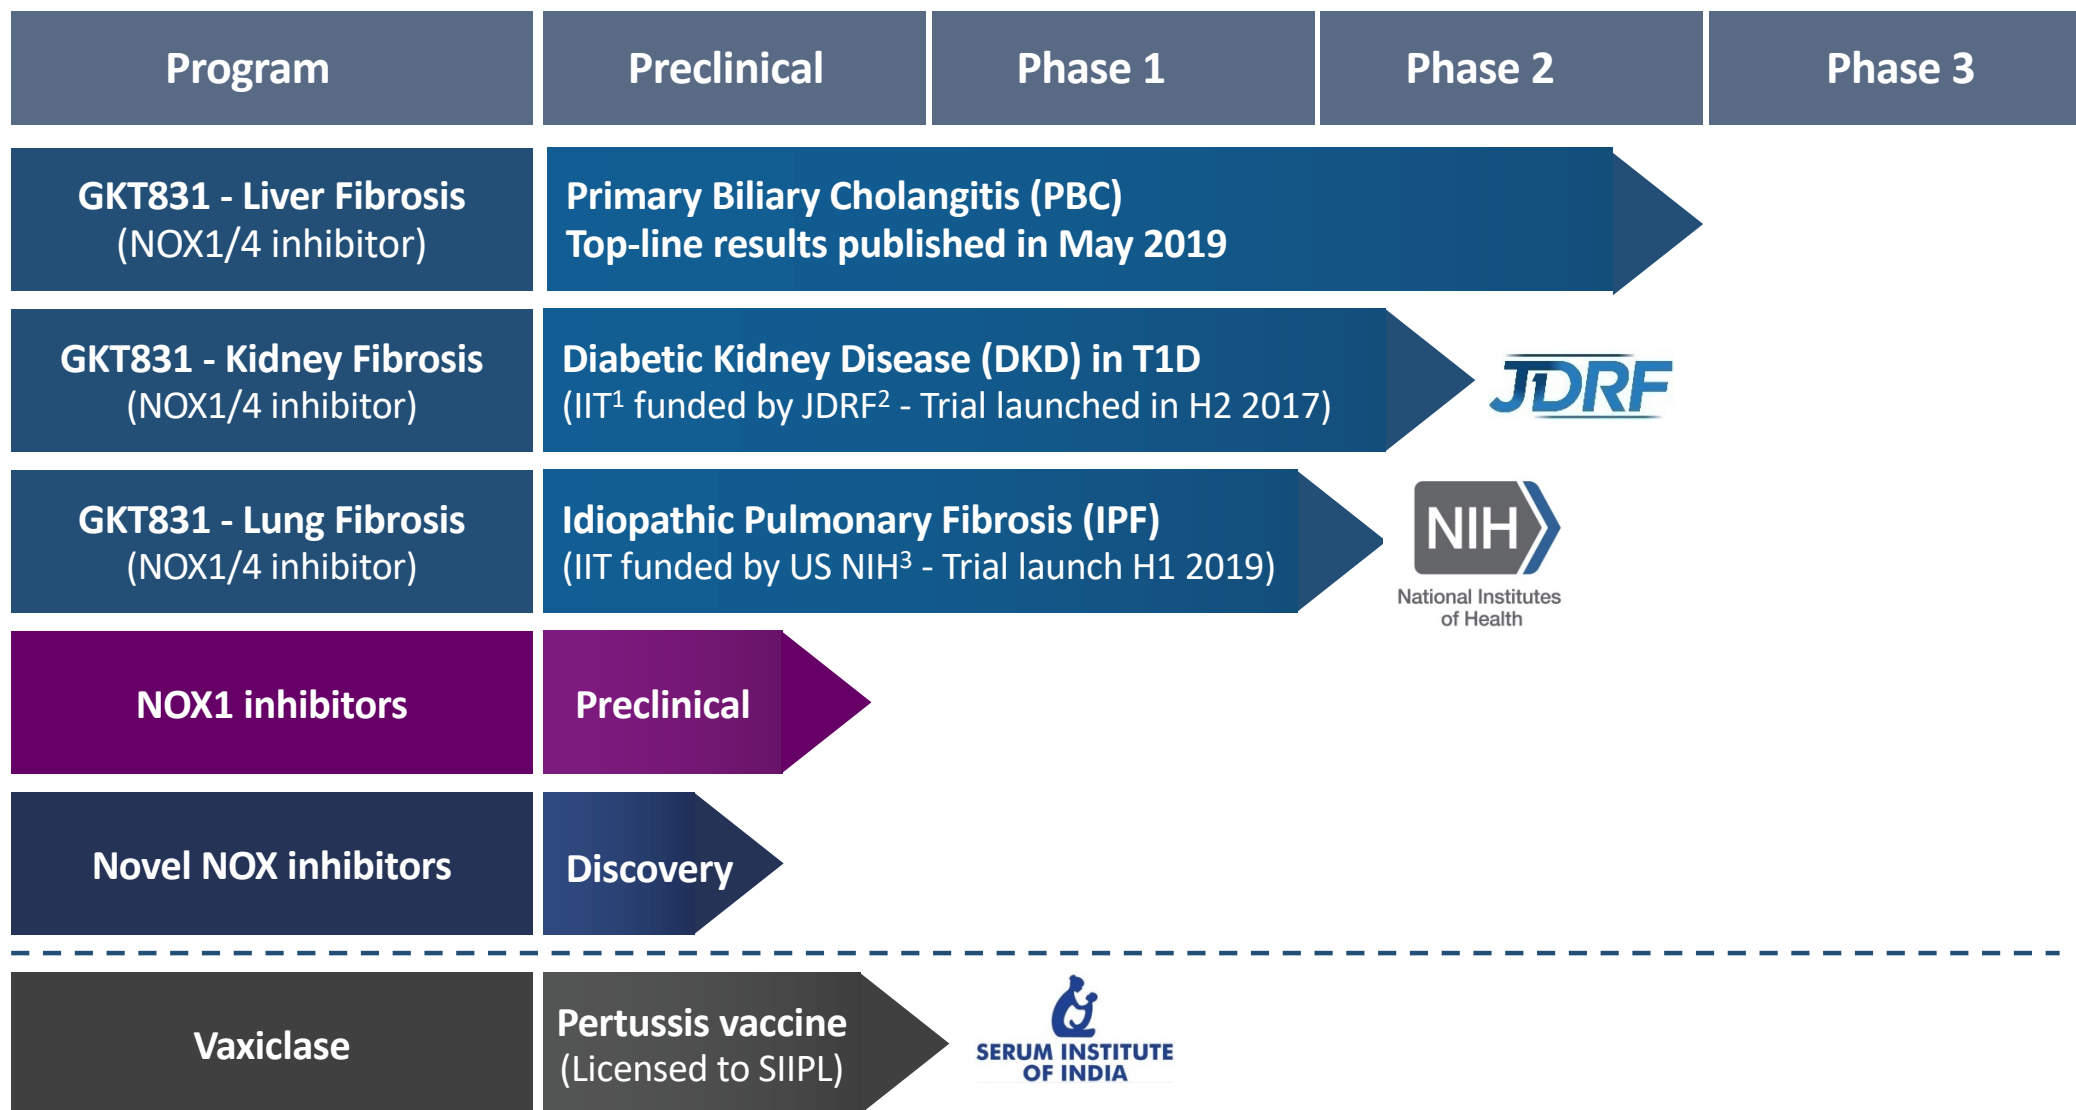 Program
Preclinical
Phase 1
Phase 2
Phase 3
GKT831 - Liver Fibrosis
(NOX1/4 inhibitor)
Primary Biliary Cholangitis (PBC)
Top-line results published in May 2019
GKT831 - Kidney Fibrosis
(NOX1/4 inhibitor)
Diabetic Kidney Disease (DKD) in T1D
(IIT¹ funded by JDRF² - Trial launched in H2 2017)
JDRF
GKT831 - Lung Fibrosis
(NOX1/4 inhibitor)
Idiopathic Pulmonary Fibrosis (IPF)
(IIT funded by US NIH³ - Trial launch H1 2019)
NIH
National Institutes
of Health
NOX1 inhibitors
Preclinical
Novel NOX inhibitors
Discovery
Vaxiclase
Pertussis vaccine
(Licensed to SIIPL)
SERUM INSTITUTE
OF INDIA